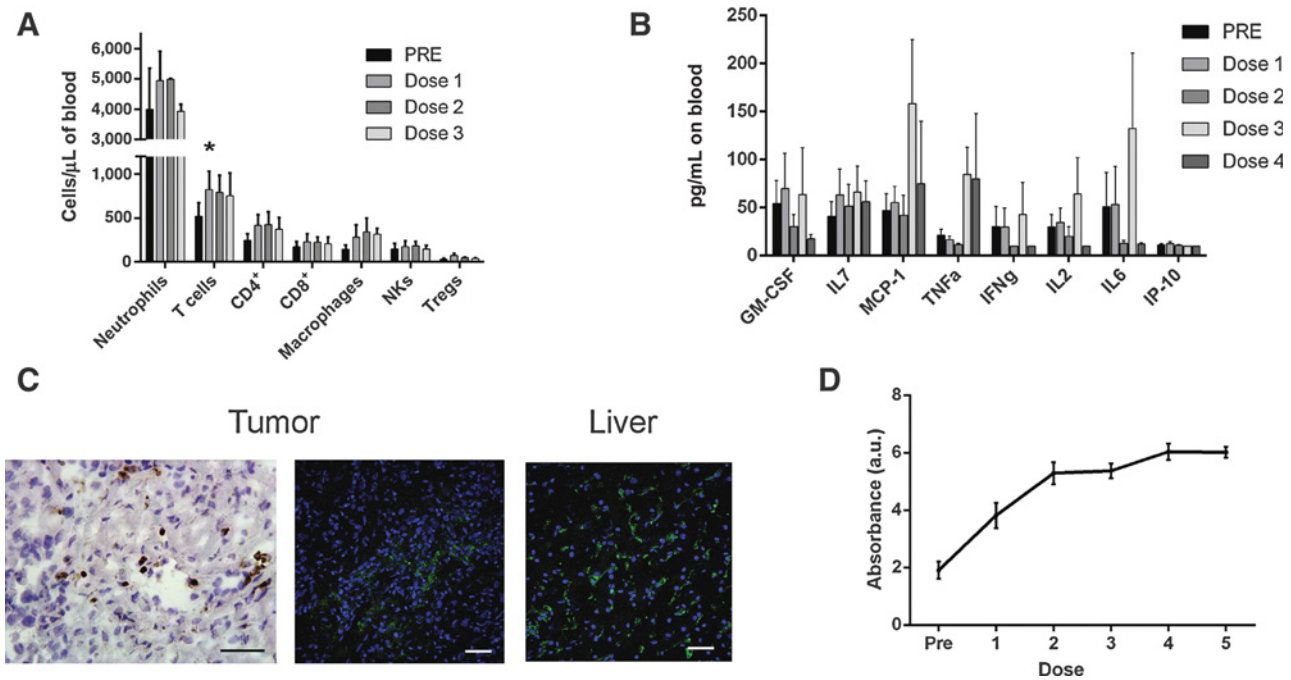 A
Cells/μL of blood
6,000
5,000
4,000
3,000
1,000
500
0
*
PRE
Dose 1
Dose 2
Dose 3
Neutrophils
T cells
CD4+
CD8+
Macrophages
NKs
Tregs
B
pg/mL on blood
250
200
150
100
50
0
PRE
Dose 1
Dose 2
Dose 3
Dose 4
GM-CSF
IL7
MCP-1
TNFa
IFNg
IL2
IL6
IP-10
C
Tumor
Liver
D
Absorbance (a.u.)
8
6
4
2
0
Pre 1 2 3 4 5
Dose